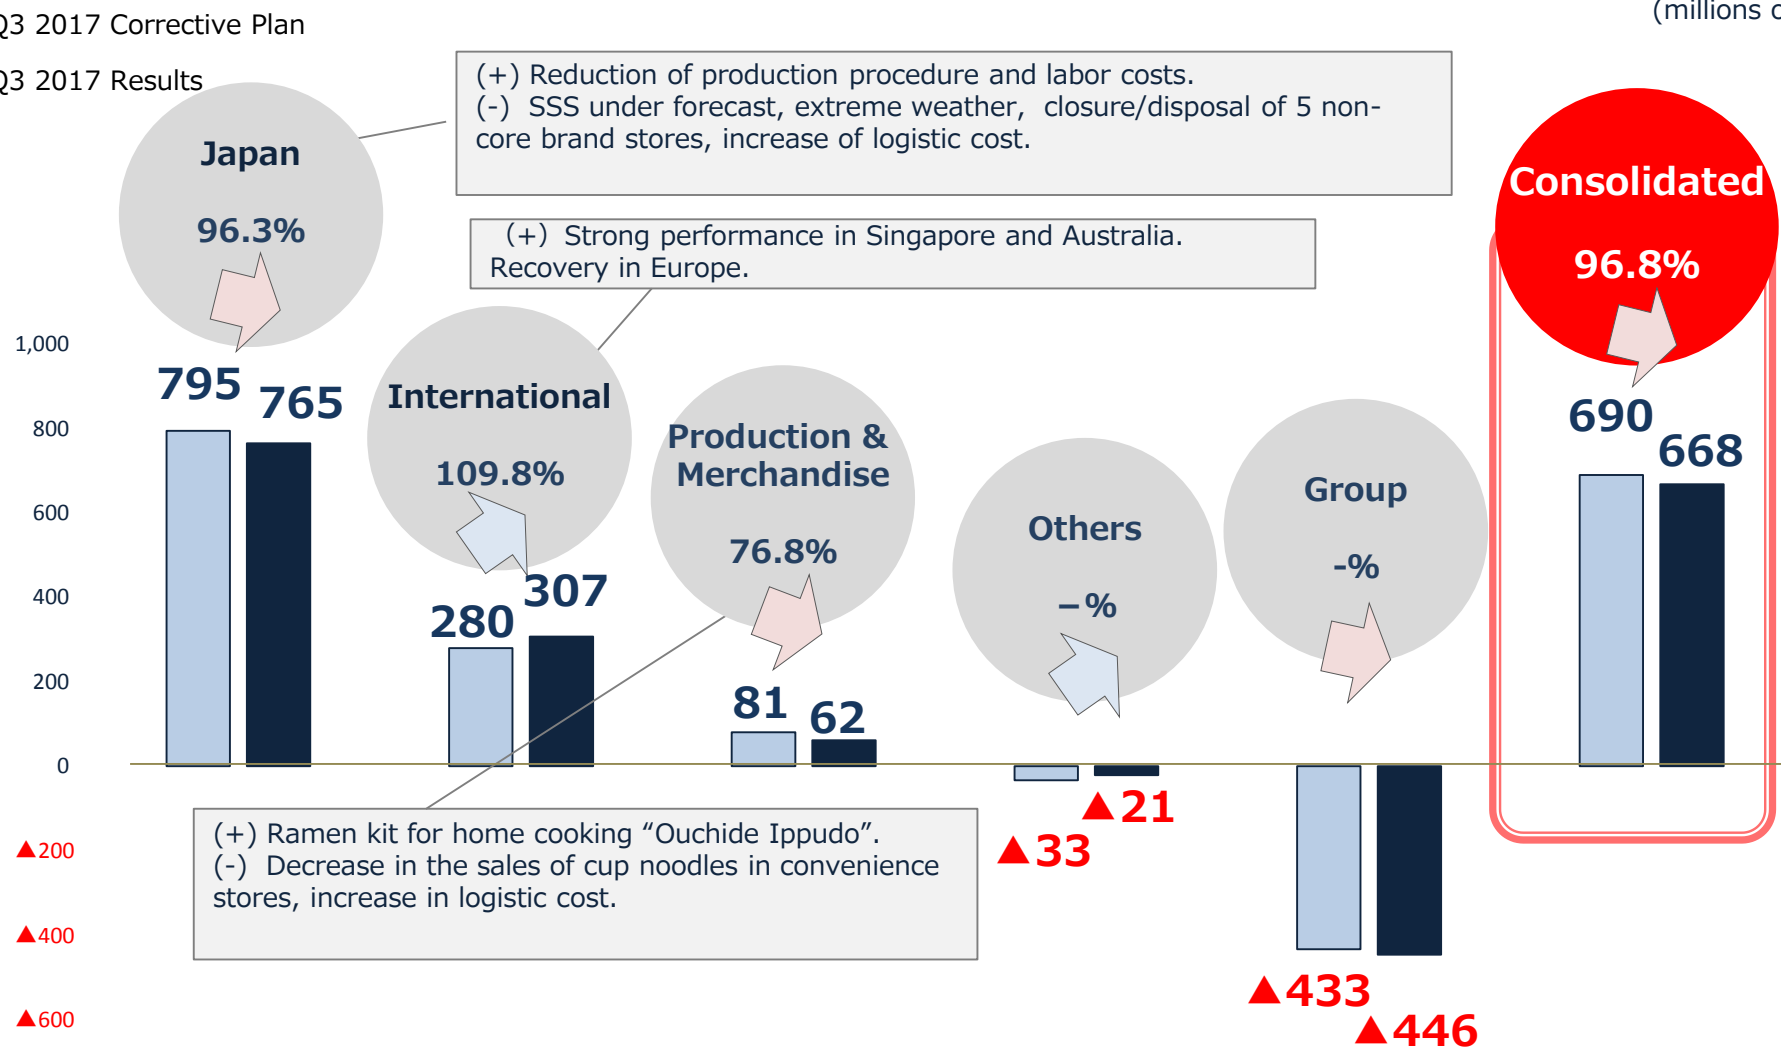 (millions o
Q3 2017 Corrective Plan
Q3 2017 Results
(+) Reduction of production procedure and labor costs.
(-) SSS under forecast, extreme weather, closure/disposal of 5 non-
core brand stores, increase of logistic cost.
Japan
96.3%
(+) Strong performance in Singapore and Australia.
Recovery in Europe.
Consolidated
96.8%
International
109.8%
Production &
Merchandise
76.8%
Others
–%
Group
-%
1,000
800
600
400
200
0
▲200
▲400
▲600
795
765
280
307
81
62
▲33
▲21
▲433
▲446
690
668
(+) Ramen kit for home cooking “Ouchide Ippudo”.
(-) Decrease in the sales of cup noodles in convenience
stores, increase in logistic cost.